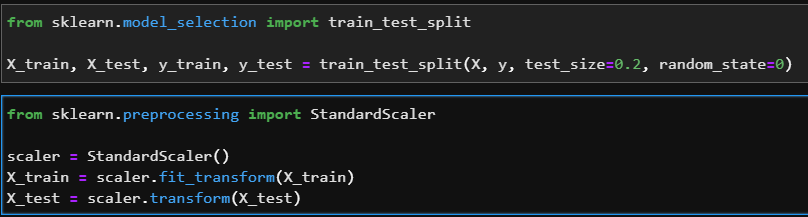 from sklearn.model_selection import train_test_split
X_train, X_test, y_train, y_test = train_test_split(X, y, test_size=0.2, random_state=0)
from sklearn.preprocessing import StandardScaler
scaler = StandardScaler()
X_train = scaler.fit_transform(X_train)
X_test = scaler.transform(X_test)